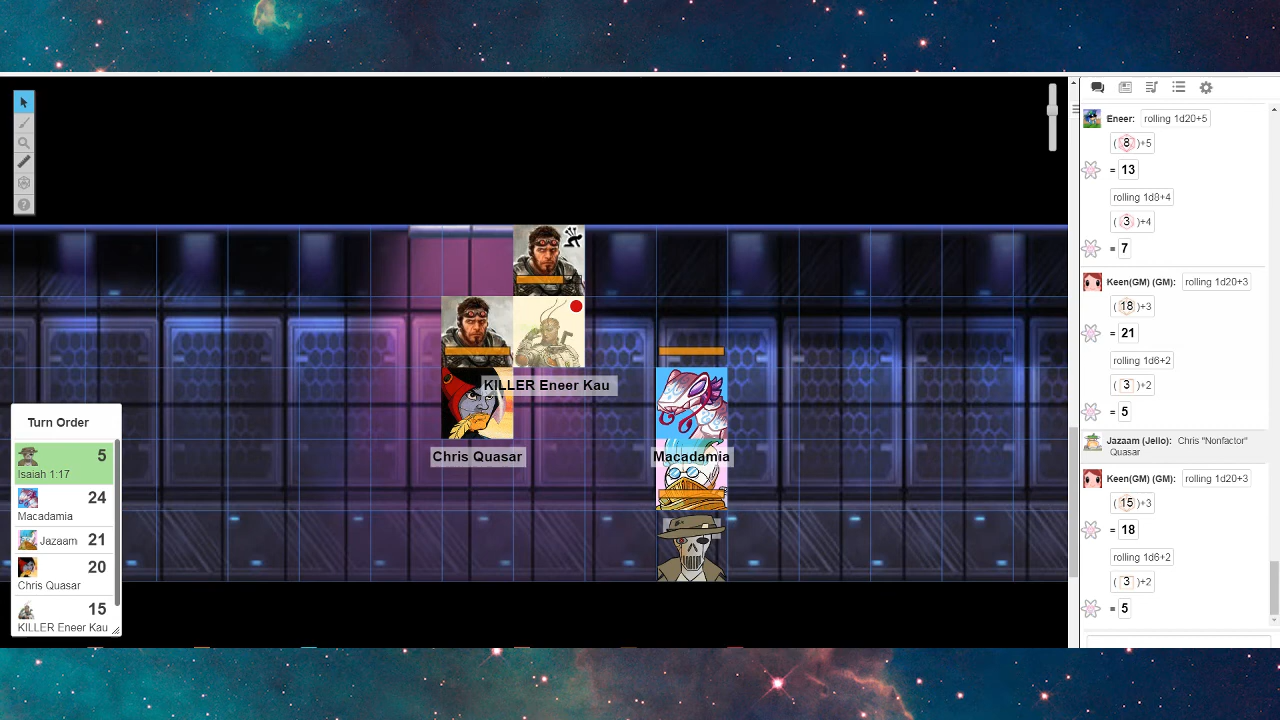 KILLER Eneer Kau
Chris Quasar
Macadamia
Turn Order
5
Isaiah 1:17
24
Macadamia
Jazaam 21
20
Chris Quasar
15
KILLER Eneer Kau
Eneer: rolling 1d20+5
(8)+5
= 13
rolling 1d8+4
(3)+4
= 7
Keen(GM) (GM): rolling 1d20+3
(18)+3
= 21
rolling 1d6+2
(3)+2
= 5
Jazaam (Jello): Chris "Nonfactor"
Quasar
Keen(GM) (GM): rolling 1d20+3
(15)+3
= 18
rolling 1d6+2
(3)+2
= 5